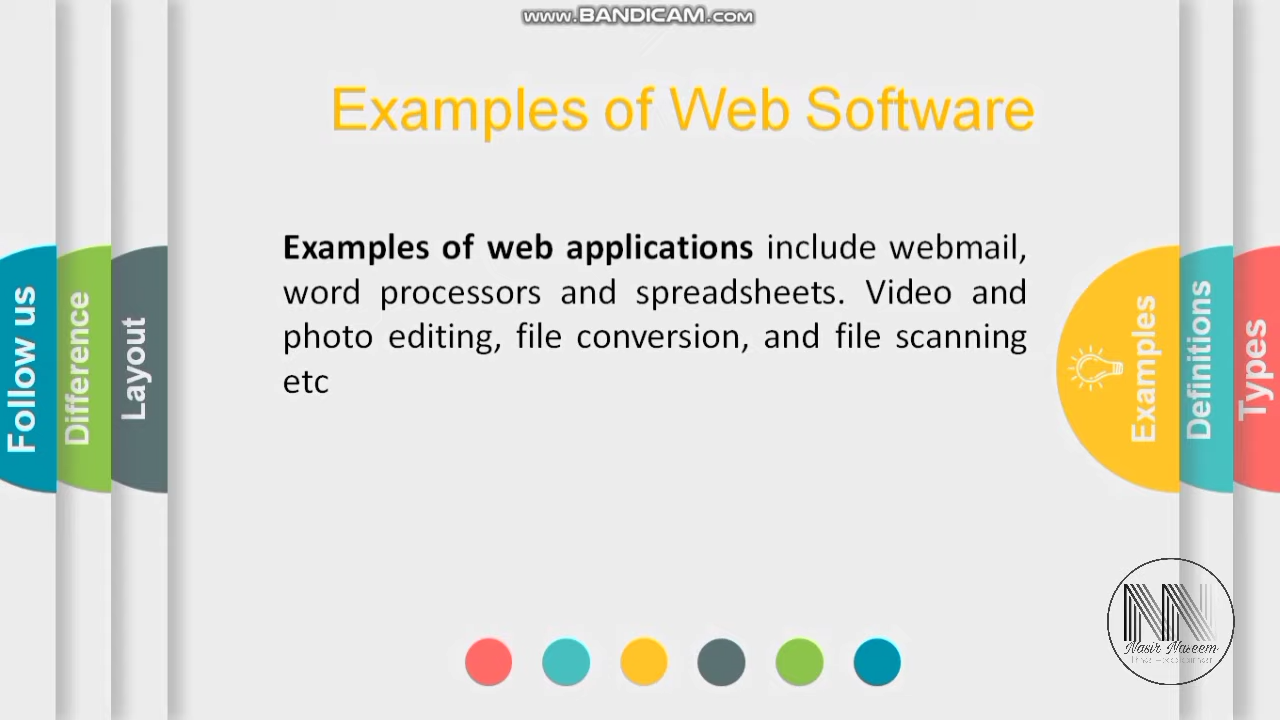 www.BANDICAM.com
Examples of Web Software
Examples of web applications include webmail,
word processors and spreadsheets. Video and
photo editing, file conversion, and file scanning
etc
Follow us
Difference
Layout
Examples
Definitions
Types
NN
Nasir Naseem